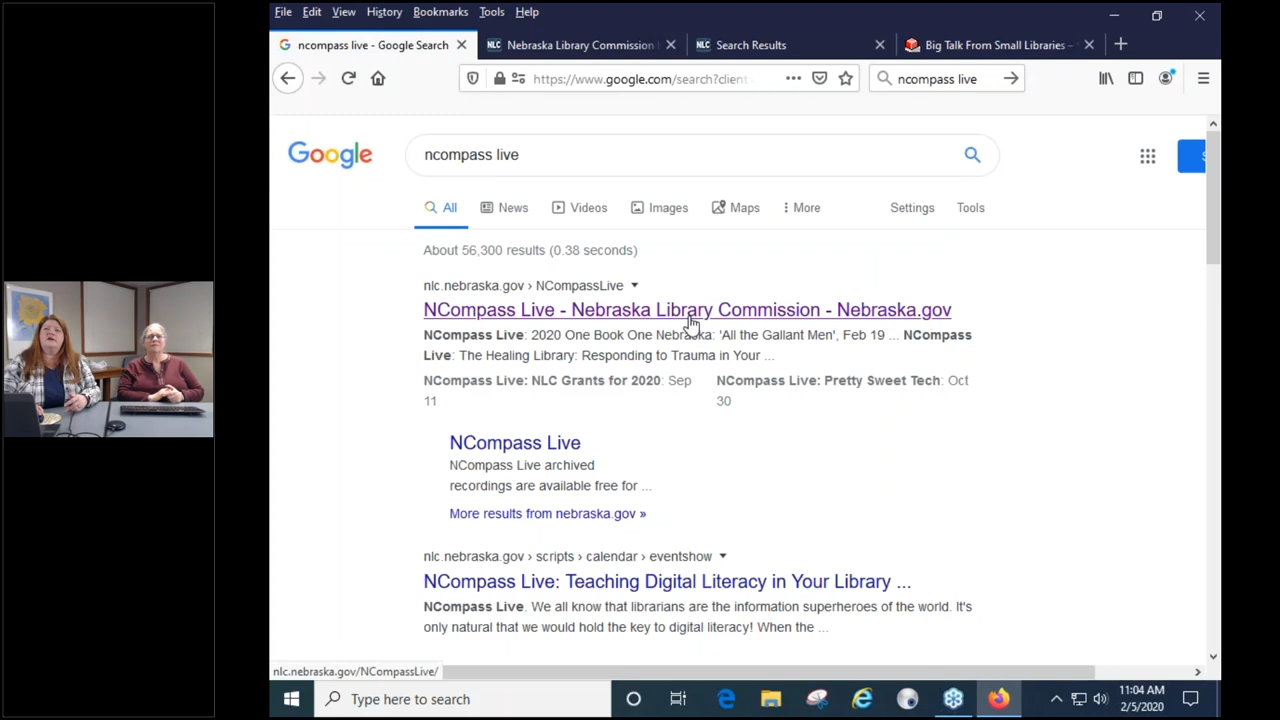 File Edit View History Bookmarks Tools Help
ncompass live - Google Search
NLC Nebraska Library Commission
NLC Search Results
Big Talk From Small Libraries –
https://www.google.com/search?client
ncompass live
Google
ncompass live
All News Videos Images Maps More Settings Tools
About 56,300 results (0.38 seconds)
nlc.nebraska.gov › NCompassLive
NCompass Live - Nebraska Library Commission - Nebraska.gov
NCompass Live: 2020 One Book One Nebraska: 'All the Gallant Men', Feb 19 ... NCompass
Live: The Healing Library: Responding to Trauma in Your ...
NCompass Live: NLC Grants for 2020: Sep
11
NCompass Live: Pretty Sweet Tech: Oct
30
NCompass Live
NCompass Live archived
recordings are available free for ...
More results from nebraska.gov »
nlc.nebraska.gov › scripts › calendar › eventshow
NCompass Live: Teaching Digital Literacy in Your Library ...
NCompass Live. We all know that librarians are the information superheroes of the world. It's
only natural that we would hold the key to digital literacy! When the ...
nlc.nebraska.gov/NCompassLive/
Type here to search
11:04 AM
2/5/2020